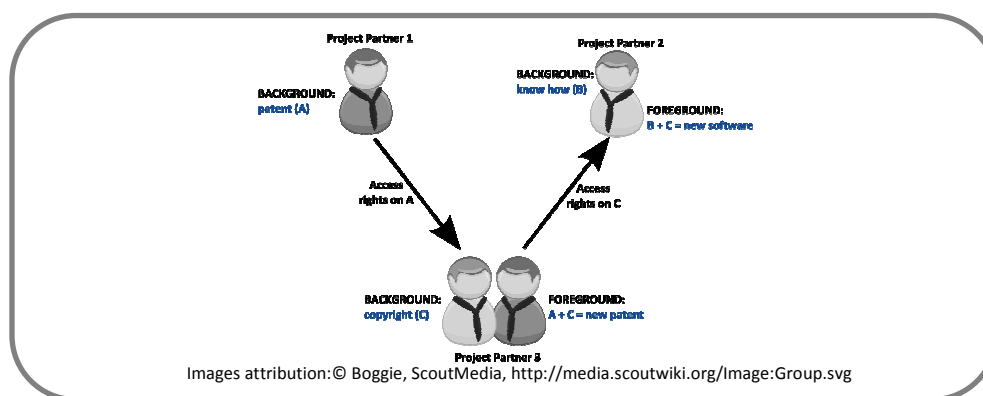 Project Partner 1
BACKGROUND:
patent (A)
Project Partner 2
BACKGROUND:
know how (B)
FOREGROUND:
B + C = new software
Access
rights on A
Access
rights on C
BACKGROUND:
copyright (C)
FOREGROUND:
A + C = new patent
Project Partner 3
Images attribution:© Boggie, ScoutMedia, http://media.scoutwiki.org/Image:Group.svg